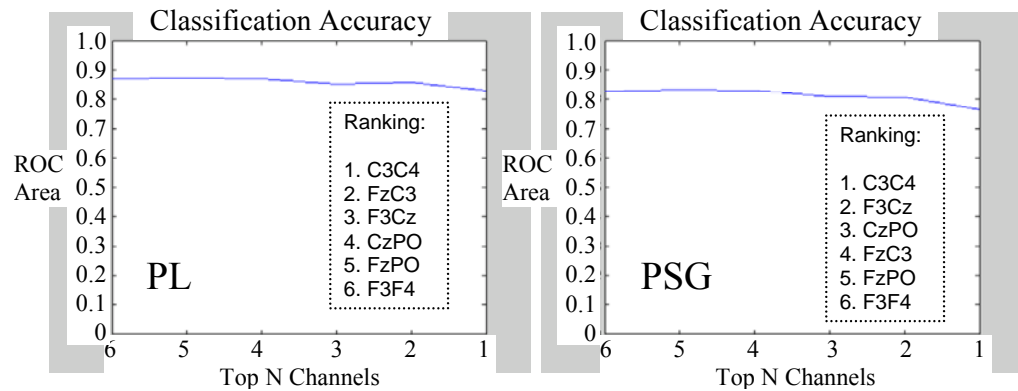 Classification Accuracy
1.0
0.9
0.8
0.7
0.6
0.5
0.4
0.3
0.2
0.1
0
ROC
Area
Ranking:
1. C3C4
2. FzC3
3. F3Cz
4. CzPO
5. FzPO
6. F3F4
PL
6 5 4 3 2 1
Top N Channels
Classification Accuracy
1.0
0.9
0.8
0.7
0.6
0.5
0.4
0.3
0.2
0.1
0
ROC
Area
Ranking:
1. C3C4
2. F3Cz
3. CzPO
4. FzC3
5. FzPO
6. F3F4
PSG
6 5 4 3 2 1
Top N Channels